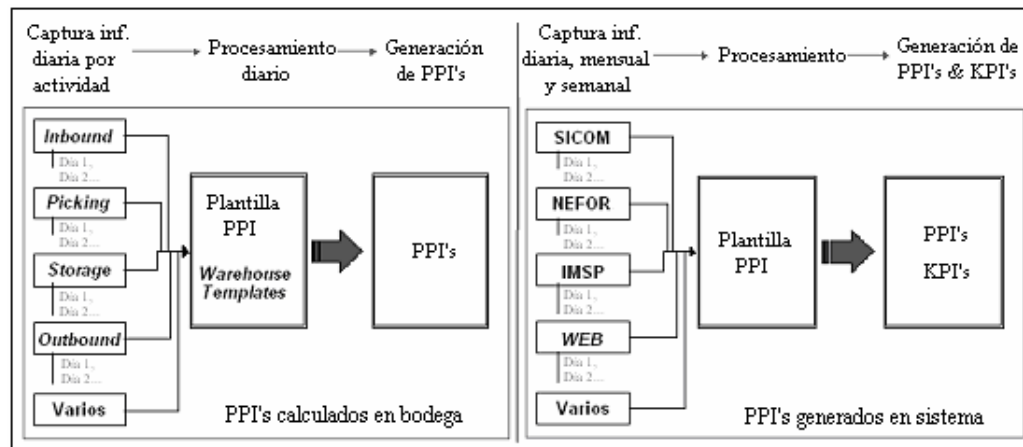 Captura inf.
diaria por
actividad
Procesamiento
diario
Generación
de PPI's
Inbound
Día 1,
Día 2...
Picking
Día 1,
Día 2...
Storage
Día 1,
Día 2...
Outbound
Día 1,
Día 2...
Varios
Plantilla
PPI
Warehouse
Templates
PPI's
PPI's calculados en bodega
Captura inf.
diaria, mensual
y semanal
Procesamiento
Generación de
PPI's & KPI's
SICOM
Día 1,
Día 2...
NEFOR
Día 1,
Día 2...
IMSP
Día 1,
Día 2...
WEB
Día 1,
Día 2...
Varios
Plantilla
PPI
PPI's
KPI's
PPI's generados en sistema